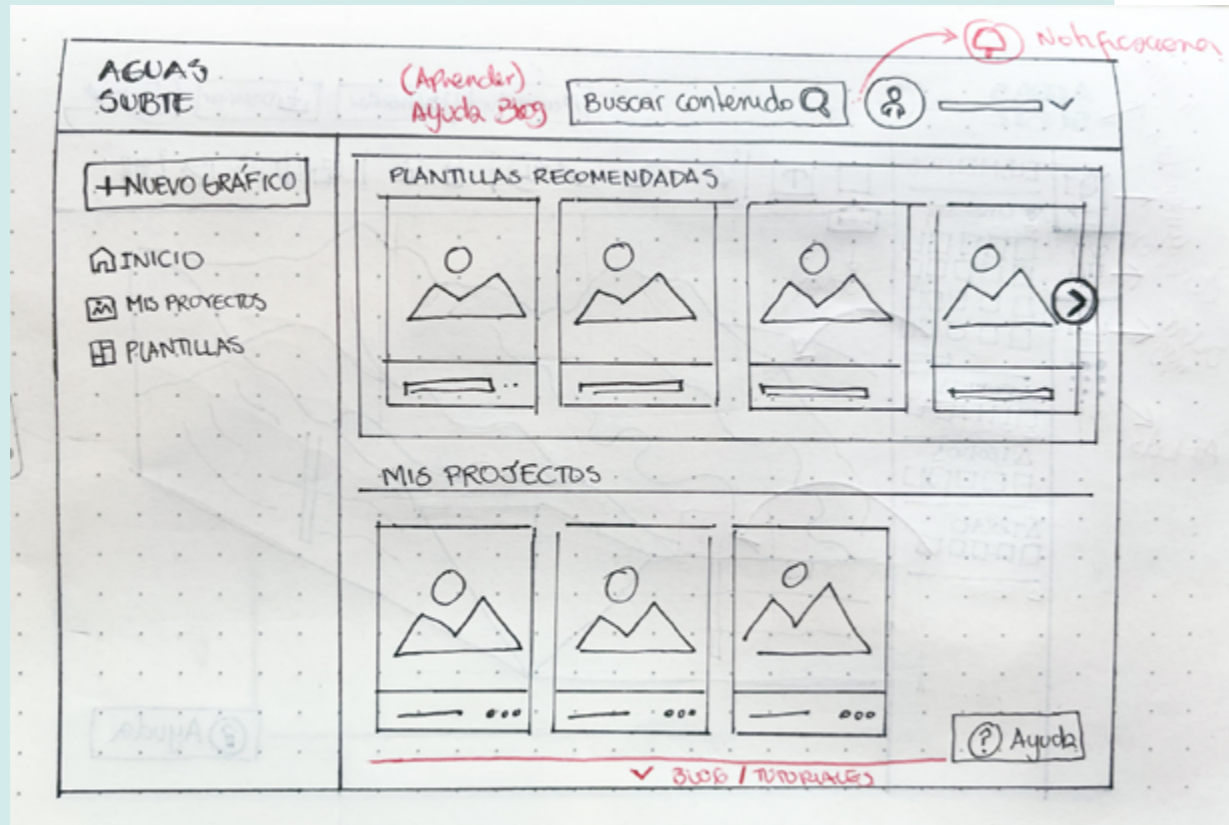 AGUAS
SUBTE
(Aprender)
Ayuda Blog
Buscar contenido
Notificaciones
+NUEVO GRÁFICO
INICIO
MIS PROYECTOS
PLANTILLAS
PLANTILLAS RECOMENDADAS
MIS PROJECTOS
? Ayuda
BLOG / TUTORIALES